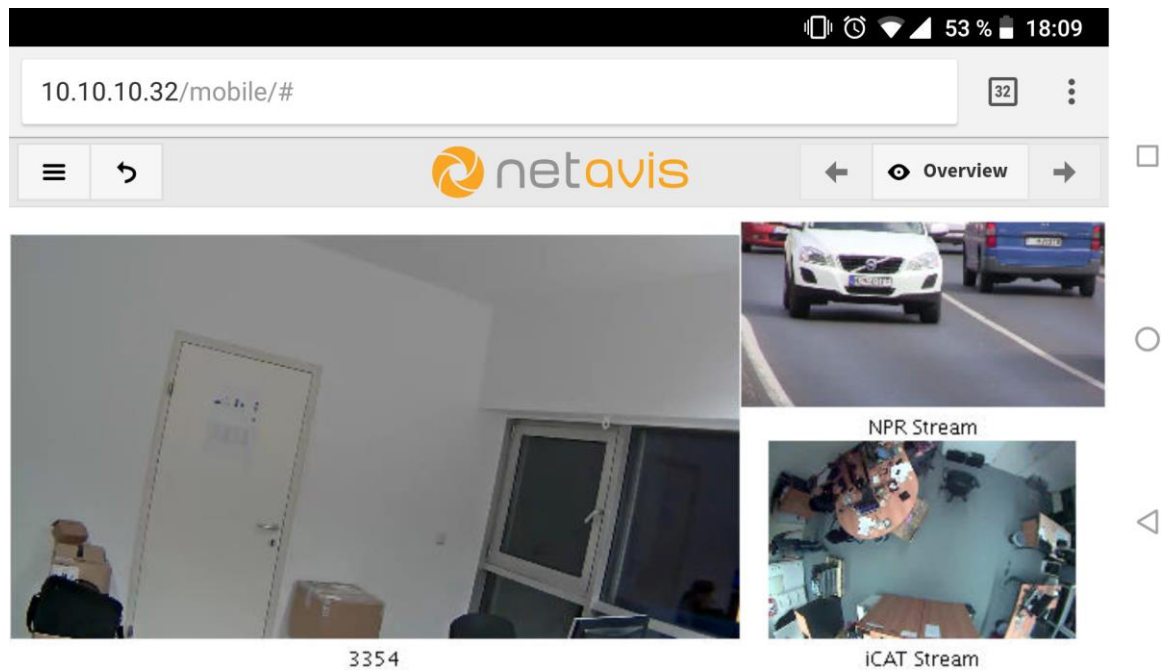 53 % 18:09
10.10.10.32/mobile/#
32
netavis
Overview
NPR Stream
3354
iCAT Stream